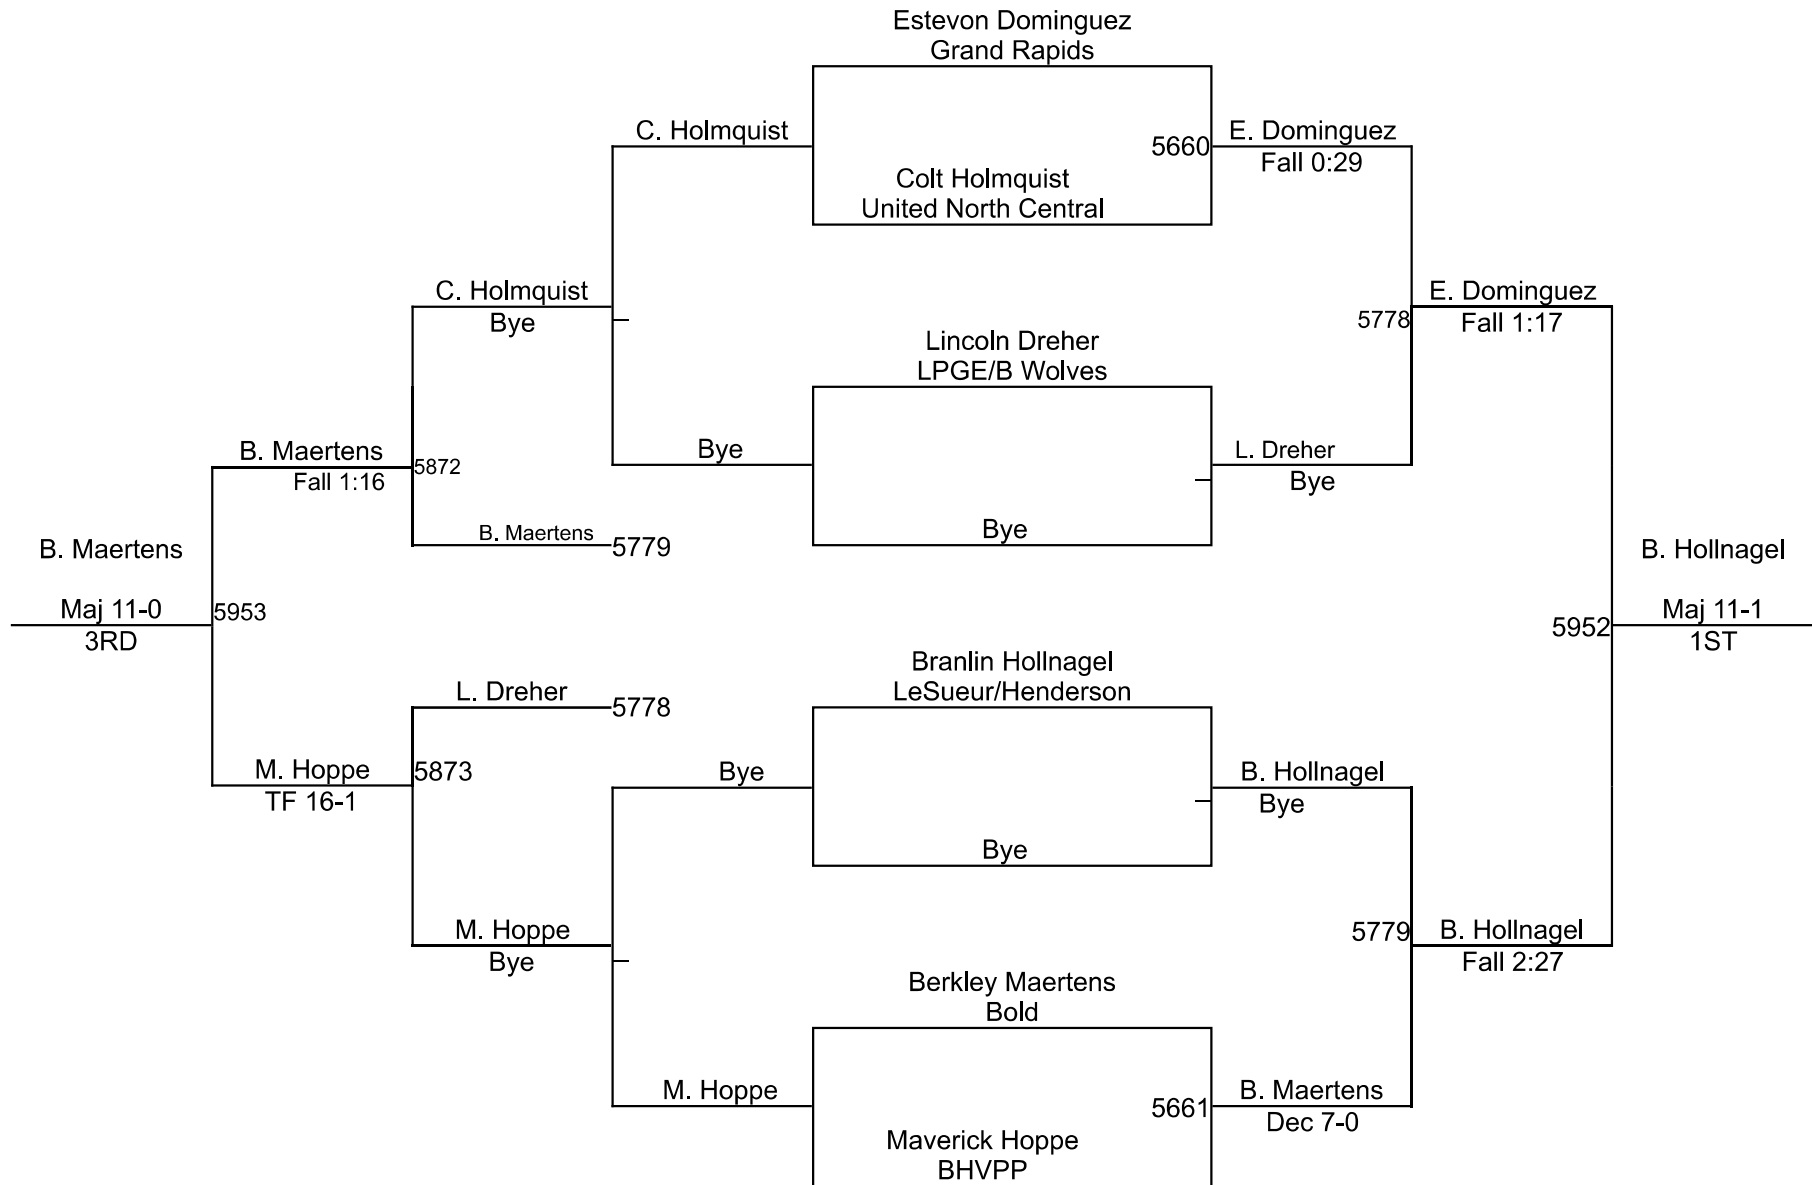 Estevon Dominguez
Grand Rapids
C. Holmquist
5660
E. Dominguez
Fall 0:29
Colt Holmquist
United North Central
C. Holmquist
Bye
5778
E. Dominguez
Fall 1:17
Lincoln Dreher
LPGE/B Wolves
B. Maertens
Fall 1:16
5872
Bye
L. Dreher
Bye
B. Maertens
5779
Bye
B. Maertens
Maj 11-0
3RD
5953
B. Hollnagel
5952
Maj 11-1
1ST
L. Dreher
5778
Branlin Hollnagel
LeSueur/Henderson
M. Hoppe
TF 16-1
5873
Bye
B. Hollnagel
Bye
Bye
M. Hoppe
Bye
5779
B. Hollnagel
Fall 2:27
Berkley Maertens
Bold
M. Hoppe
5661
B. Maertens
Dec 7-0
Maverick Hoppe
BHVPP